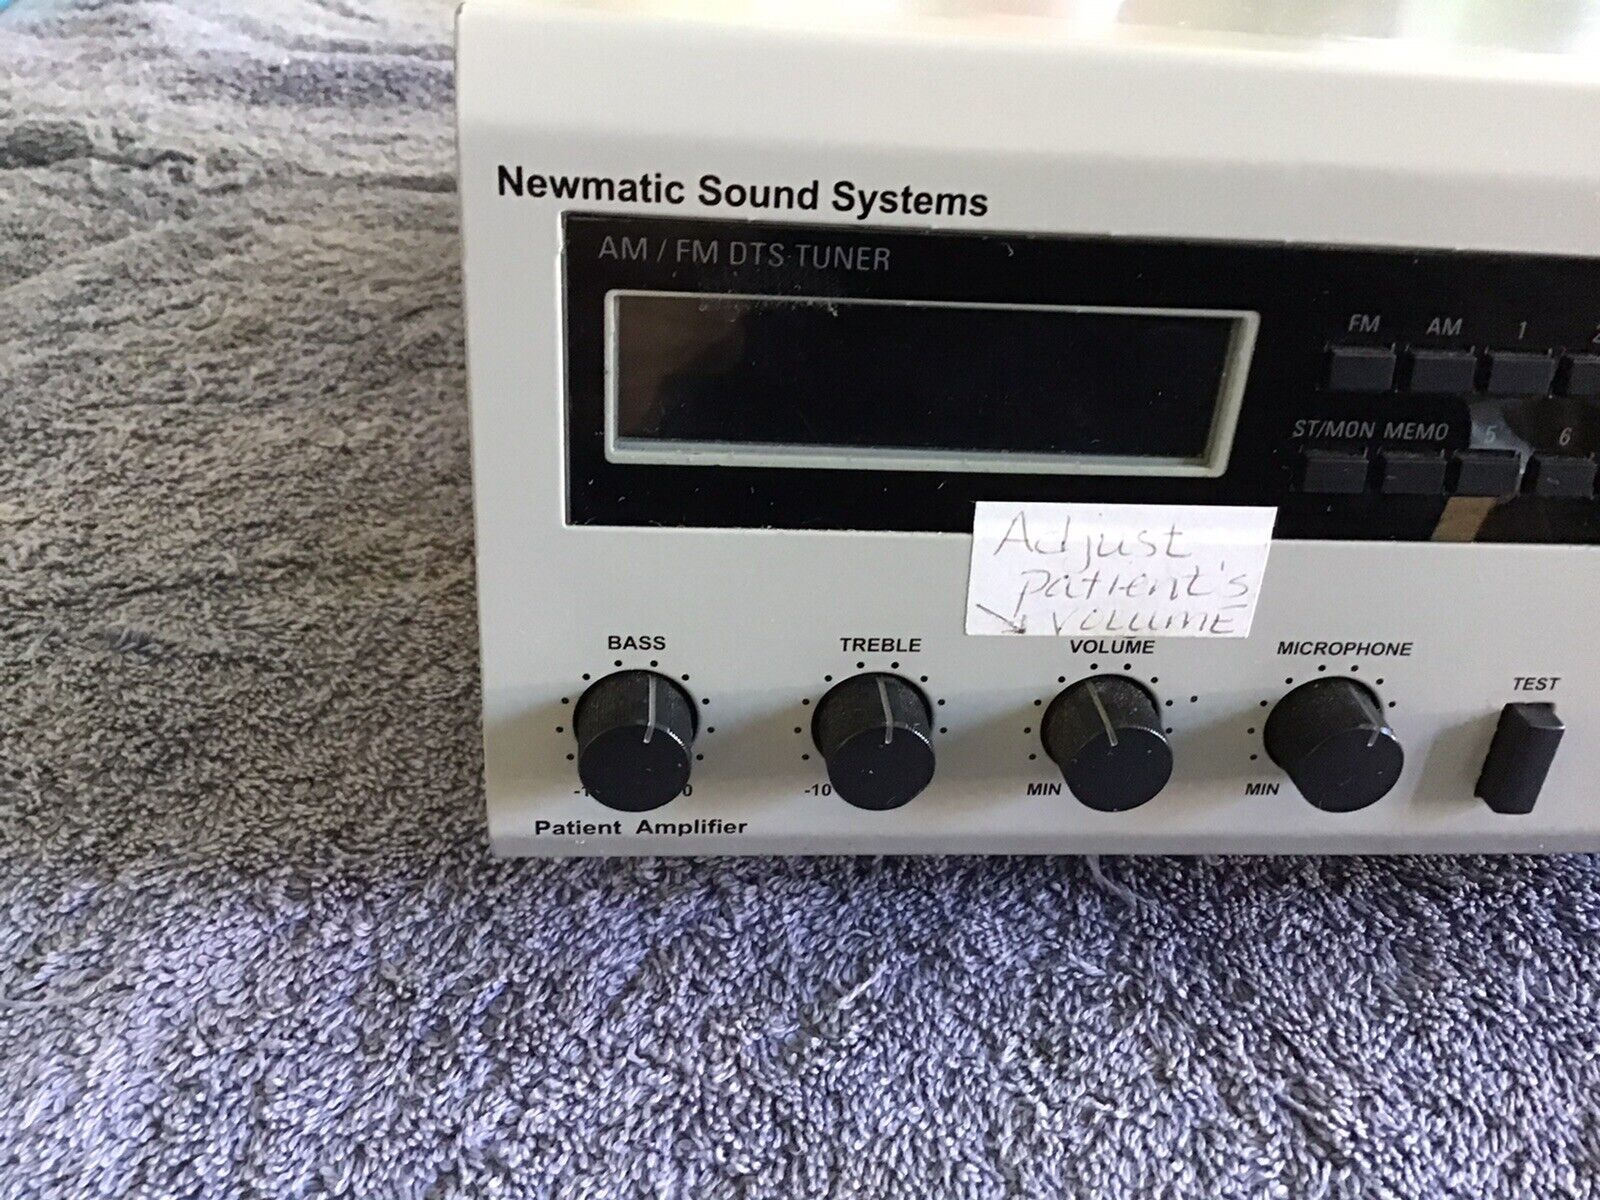 Newmatic Sound Systems
AM / FM DTS TUNER
FM AM 1 2
ST/MON MEMO 5 6
Adjust
patient's
↘ VOLUME
BASS TREBLE VOLUME MICROPHONE
TEST
-10 MIN MIN
Patient Amplifier